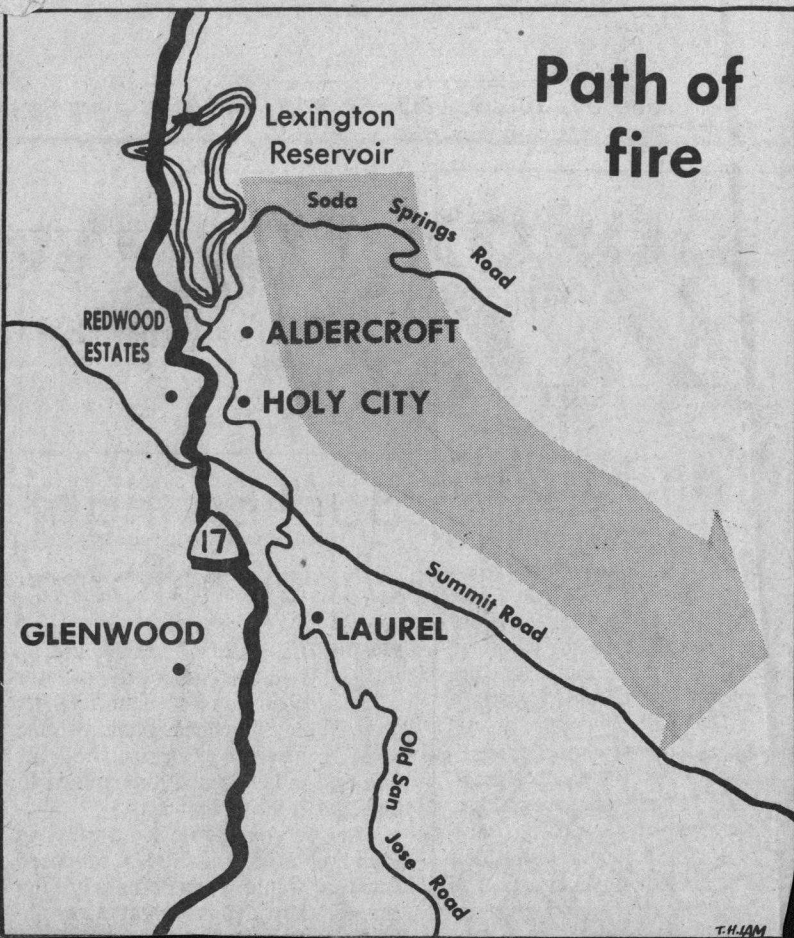 Path of
fire
Lexington
Reservoir
Soda Springs Road
REDWOOD
ESTATES
ALDERCROFT
HOLY CITY
17
Summit Road
GLENWOOD
LAUREL
Old San Jose Road
T.H.LAM